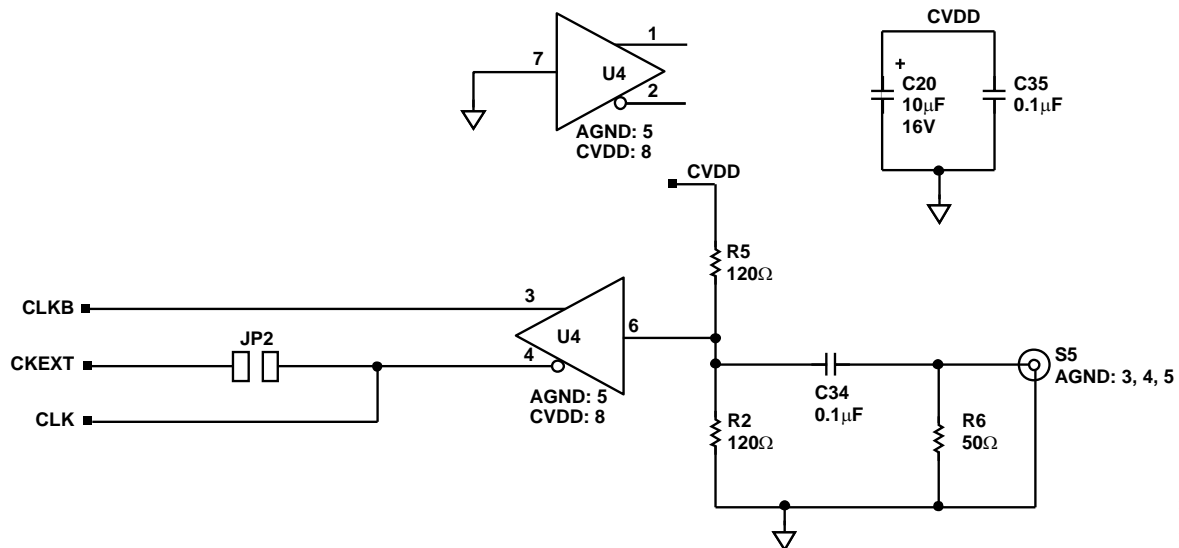 CVDD
1
7
U4
2
+
C20
10µF
16V
C35
0.1µF
AGND: 5
CVDD: 8
CVDD
R5
120Ω
CLKB
3
6
U4
JP2
CKEXT
4
S5
AGND: 3, 4, 5
AGND: 5
CVDD: 8
C34
0.1µF
CLK
R2
120Ω
R6
50Ω